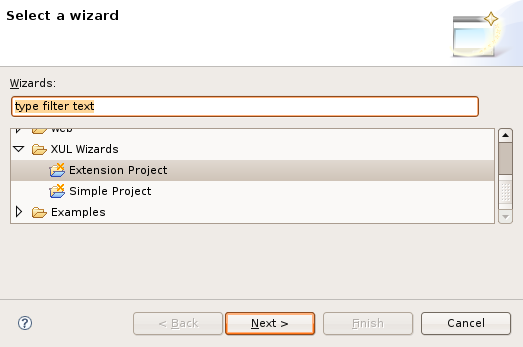 Select a wizard
Wizards:
type filter text
Web
XUL Wizards
Extension Project
Simple Project
Examples
?
< Back
Next >
Finish
Cancel